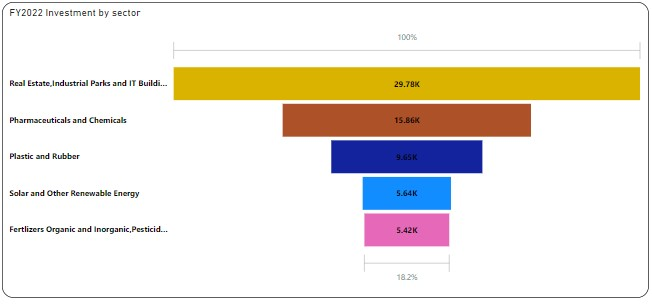 FY2022 Investment by sector
100%
Real Estate,Industrial Parks and IT Buildi... 29.78K
Pharmaceuticals and Chemicals 15.86K
Plastic and Rubber 9.65K
Solar and Other Renewable Energy 5.64K
Fertlizers Organic and Inorganic,Pesticid... 5.42K
18.2%